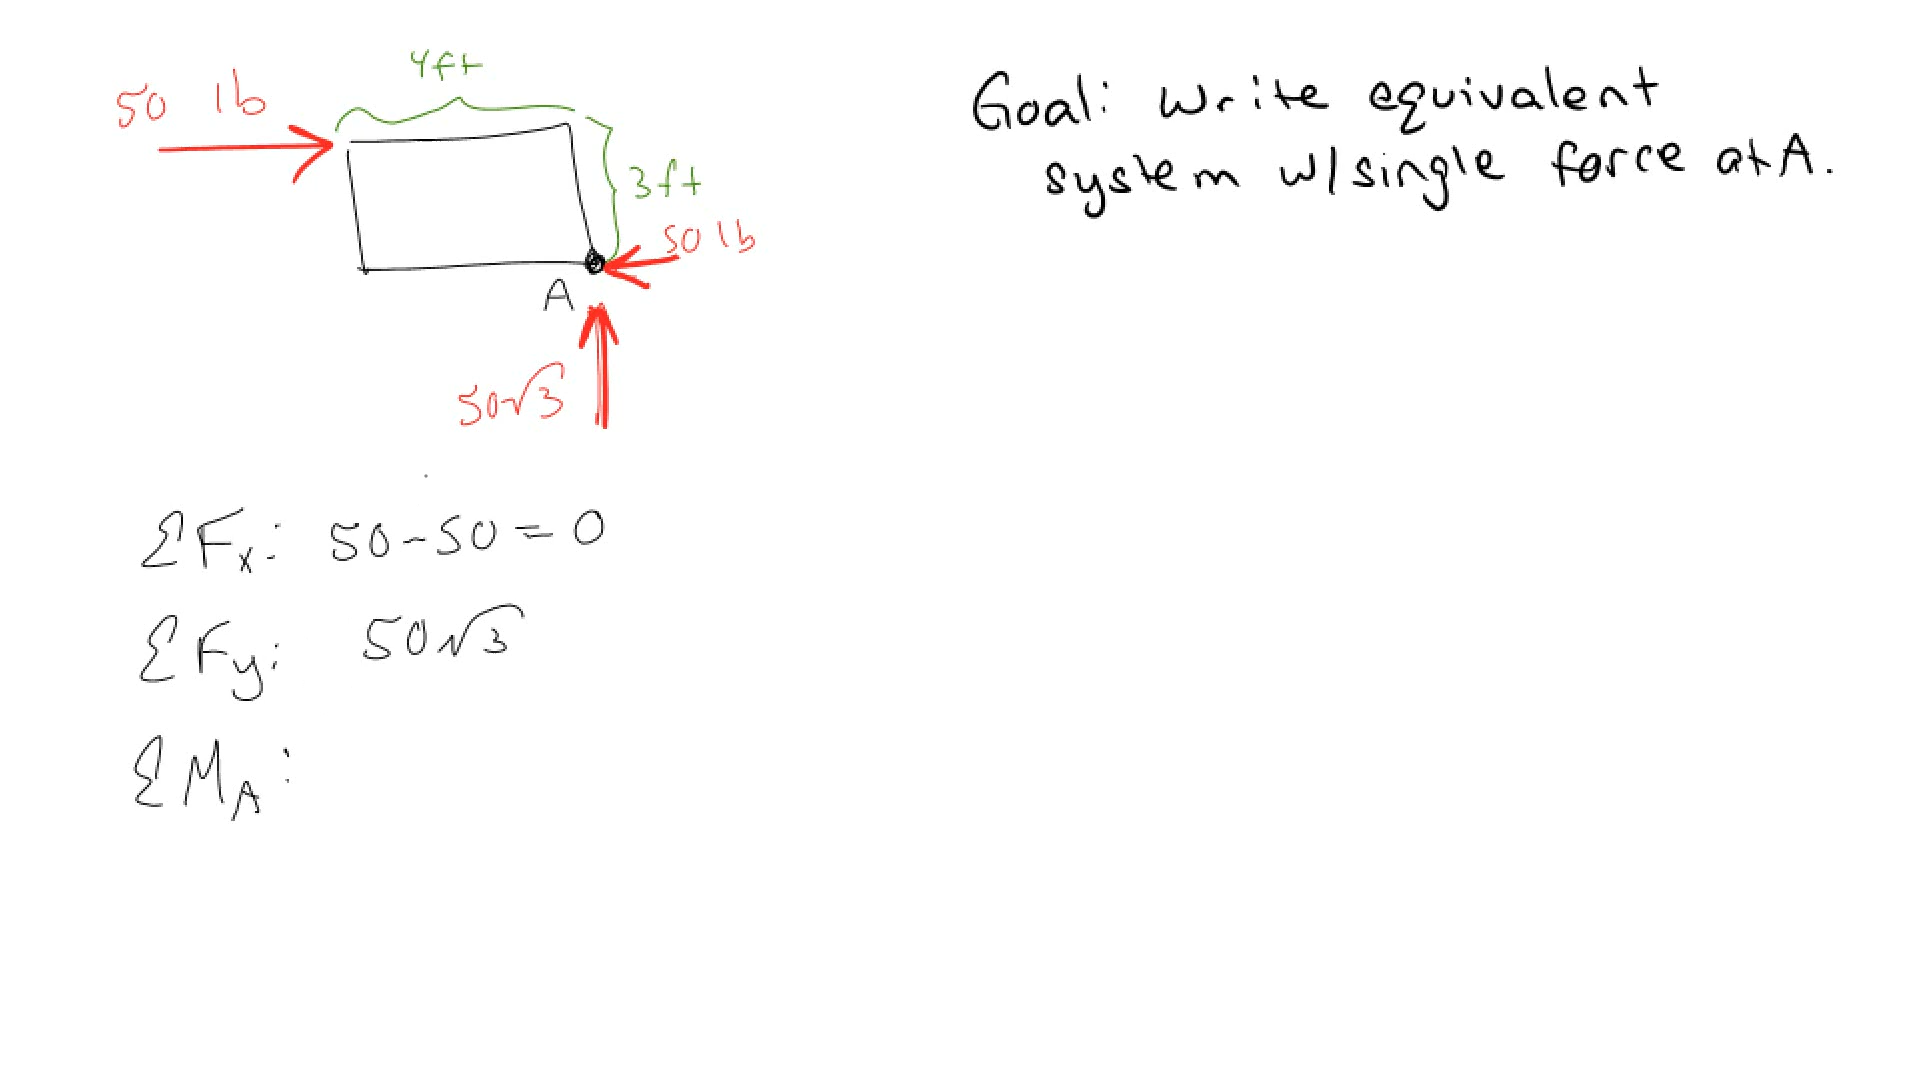 4ft
50 lb
Goal: write equivalent
system w/single force at A.
3ft
50 lb
A
50√3
ΣFx: 50-50=0
ΣFy: 50√3
ΣMA: